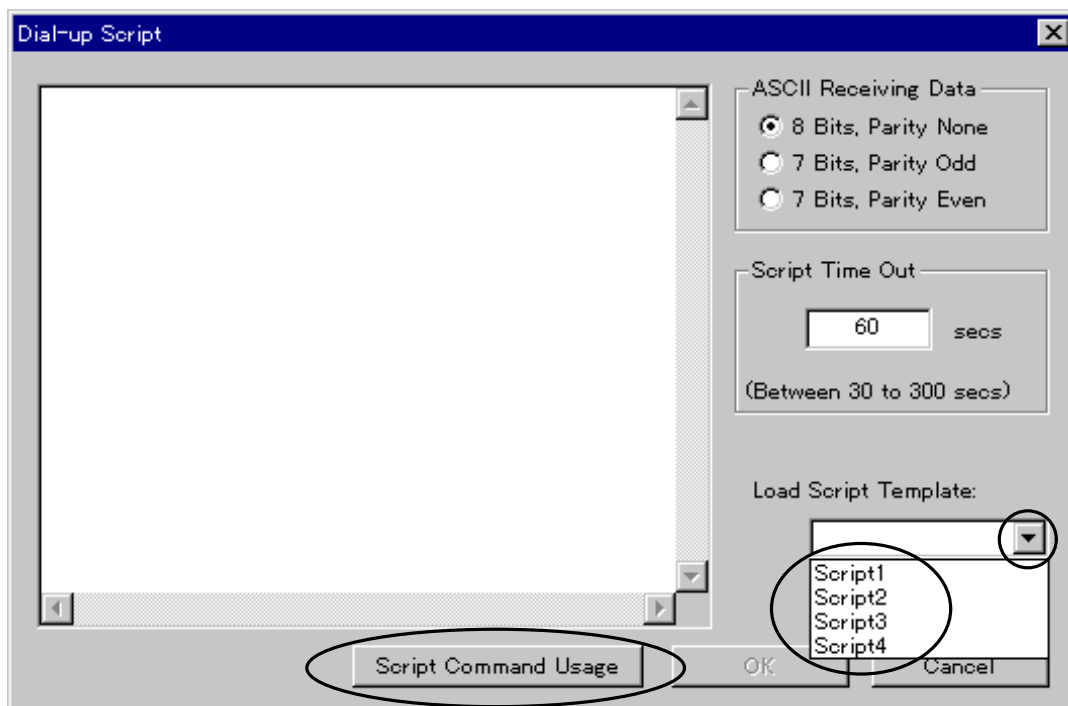 Dial-up Script
ASCII Receiving Data
8 Bits, Parity None
7 Bits, Parity Odd
7 Bits, Parity Even
Script Time Out
60 secs
(Between 30 to 300 secs)
Load Script Template:
Script1
Script2
Script3
Script4
Script Command Usage OK Cancel